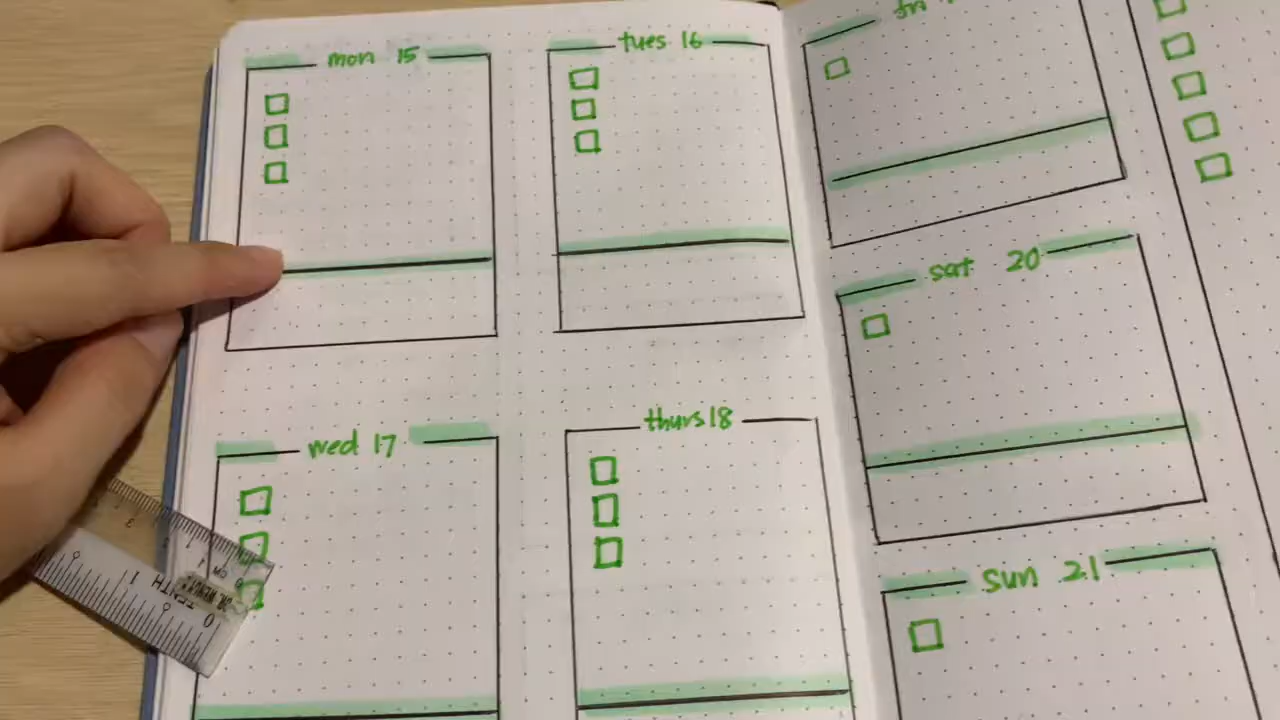 mon 15
tues 16
wed 17
thurs 18
sat 20
sun 21